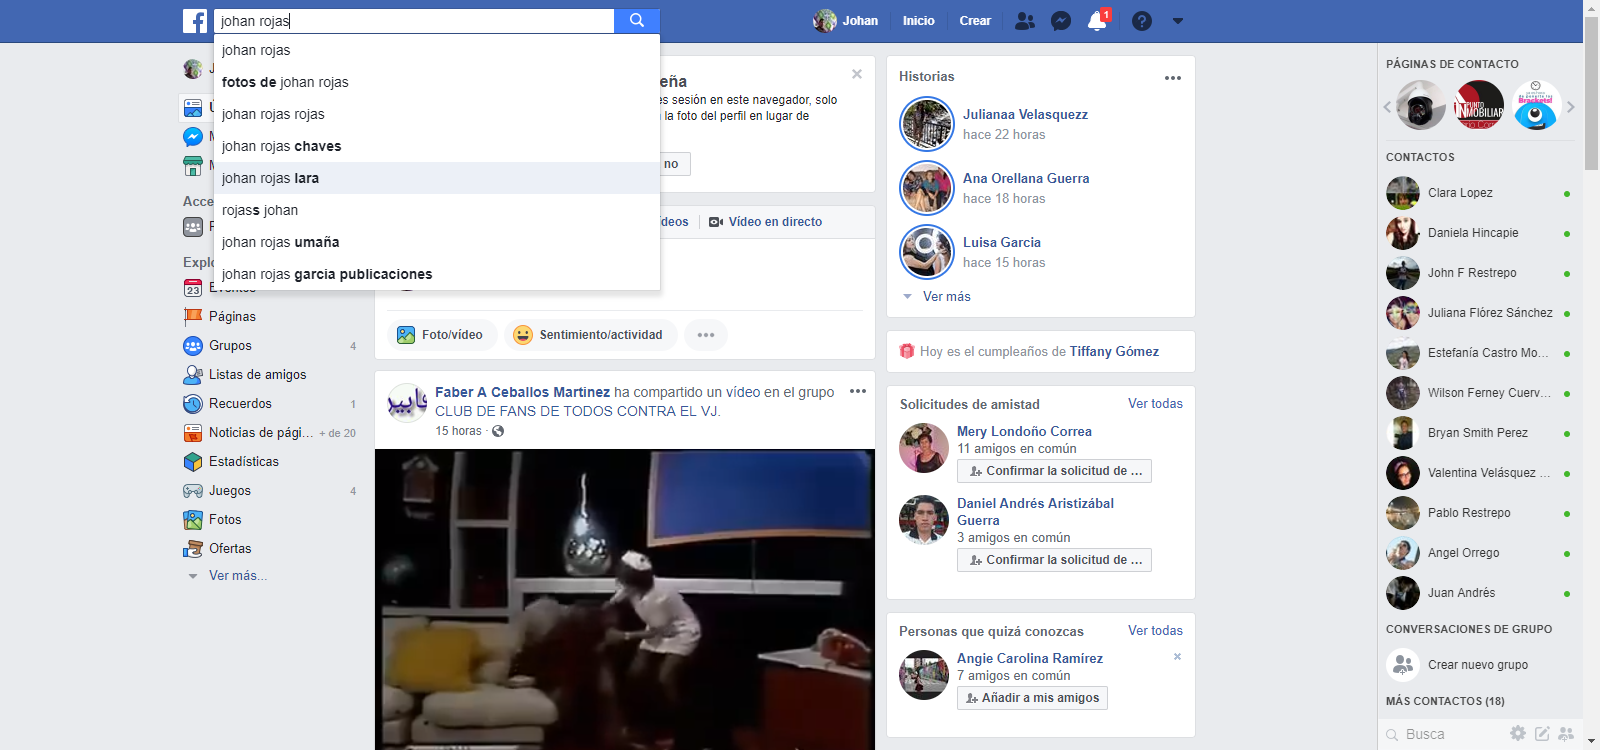 johan rojas
Johan
Inicio
Crear
1
johan rojas
fotos de johan rojas
johan rojas rojas
johan rojas chaves
johan rojas lara
rojass johan
johan rojas umaña
johan rojas garcia publicaciones
J
Ú
M
M
Acce
F
Explo
23
Eventos
Páginas
Grupos 4
Listas de amigos
Recuerdos 1
Noticias de pági... + de 20
Estadísticas
Juegos 4
Fotos
Ofertas
Ver más...
eña
es sesión en este navegador, solo
la foto del perfil en lugar de
no
ídeos
Vídeo en directo
Foto/vídeo
Sentimiento/actividad
Faber A Ceballos Martinez ha compartido un vídeo en el grupo
CLUB DE FANS DE TODOS CONTRA EL VJ.
15 horas ·
Historias
Julianaa Velasquezz
hace 22 horas
Ana Orellana Guerra
hace 18 horas
Luisa Garcia
hace 15 horas
Ver más
Hoy es el cumpleaños de Tiffany Gómez
Solicitudes de amistad Ver todas
Mery Londoño Correa
11 amigos en común
Confirmar la solicitud de ...
Daniel Andrés Aristizábal
Guerra
3 amigos en común
Confirmar la solicitud de ...
Personas que quizá conozcas Ver todas
Angie Carolina Ramírez
7 amigos en común
Añadir a mis amigos
PÁGINAS DE CONTACTO
PUNTO
INMOBILIAR
Brackets!
CONTACTOS
Clara Lopez
Daniela Hincapie
John F Restrepo
Juliana Flórez Sánchez
Estefanía Castro Mo...
Wilson Ferney Cuerv...
Bryan Smith Perez
Valentina Velásquez ...
Pablo Restrepo
Angel Orrego
Juan Andrés
CONVERSACIONES DE GRUPO
Crear nuevo grupo
MÁS CONTACTOS (18)
Busca